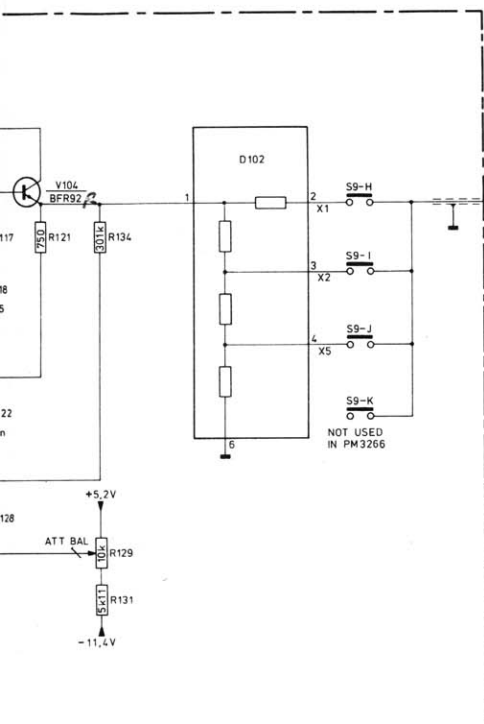 D102
V104
BFR92
1
2
X1
S9-H
117
750
R121
301k
R134
3
X2
S9-I
18
5
4
X5
S9-J
S9-K
22
n
6
NOT USED
IN PM3266
+5,2V
128
ATT BAL
10k
R129
5k11
R131
-11,4V